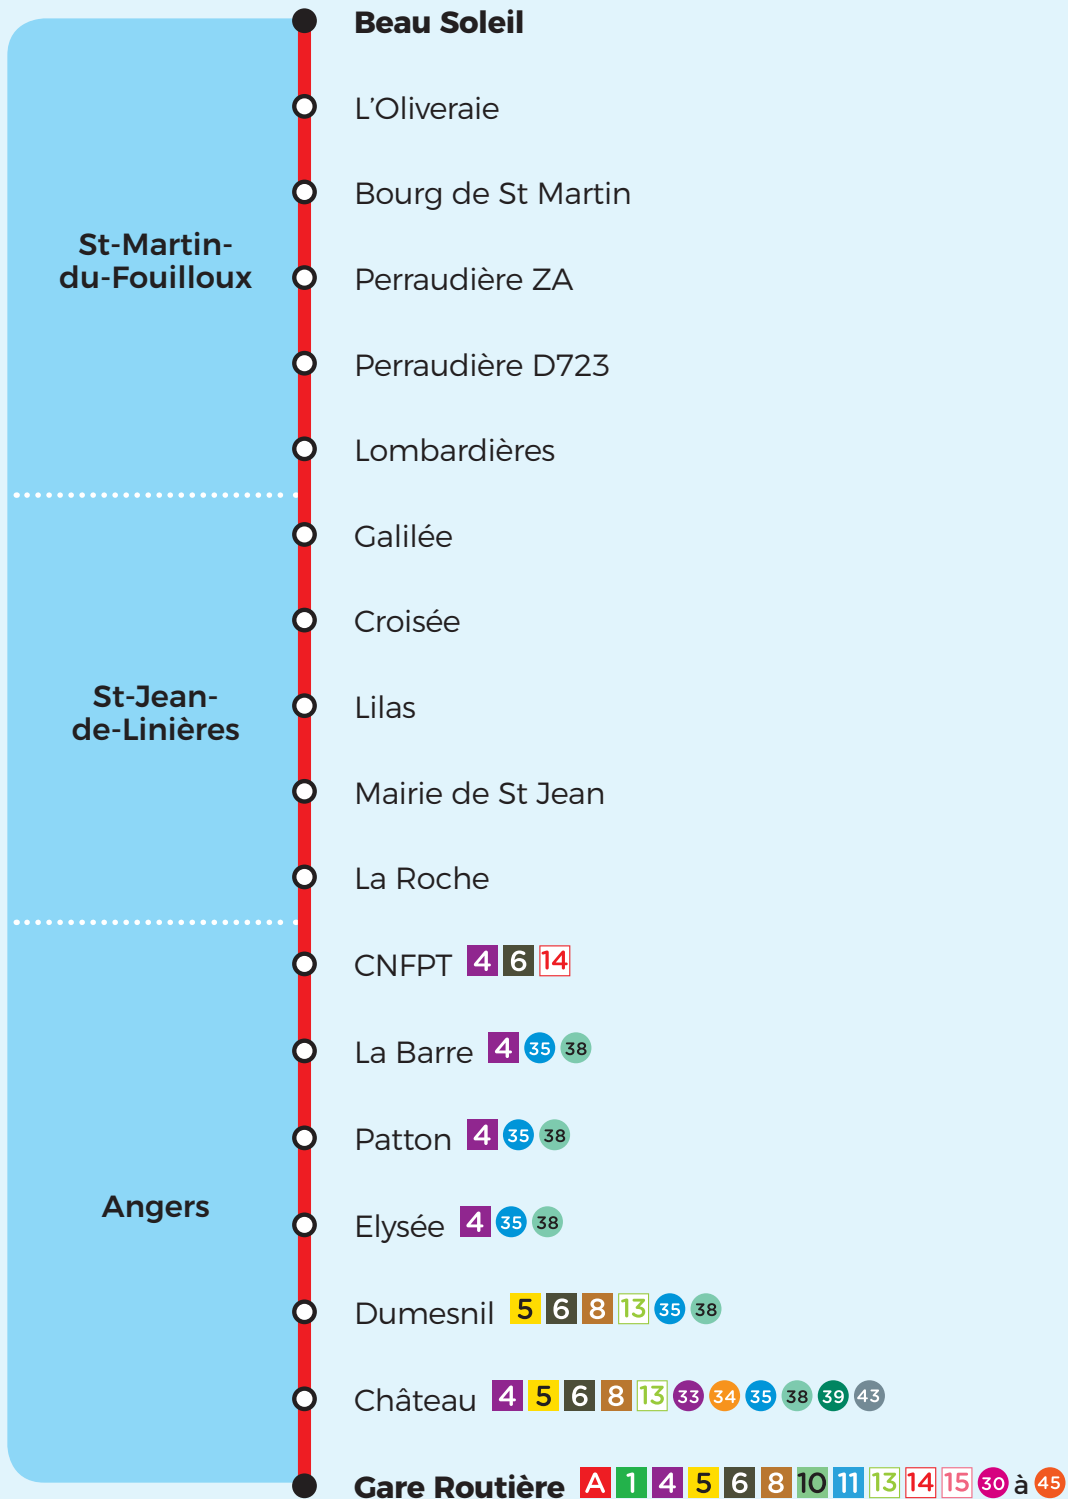 Beau Soleil
L'Oliveraie
Bourg de St Martin
St-Martin-
du-Fouilloux
Perraudière ZA
Perraudière D723
Lombardières
Galilée
Croisée
St-Jean-
de-Linières
Lilas
Mairie de St Jean
La Roche
CNFPT 4 6 14
La Barre 4 35 38
Patton 4 35 38
Angers
Elysée 4 35 38
Dumesnil 5 6 8 13 35 38
Château 4 5 6 8 13 33 34 35 38 39 43
Gare Routière A 1 4 5 6 8 10 11 13 14 15 30 à 45